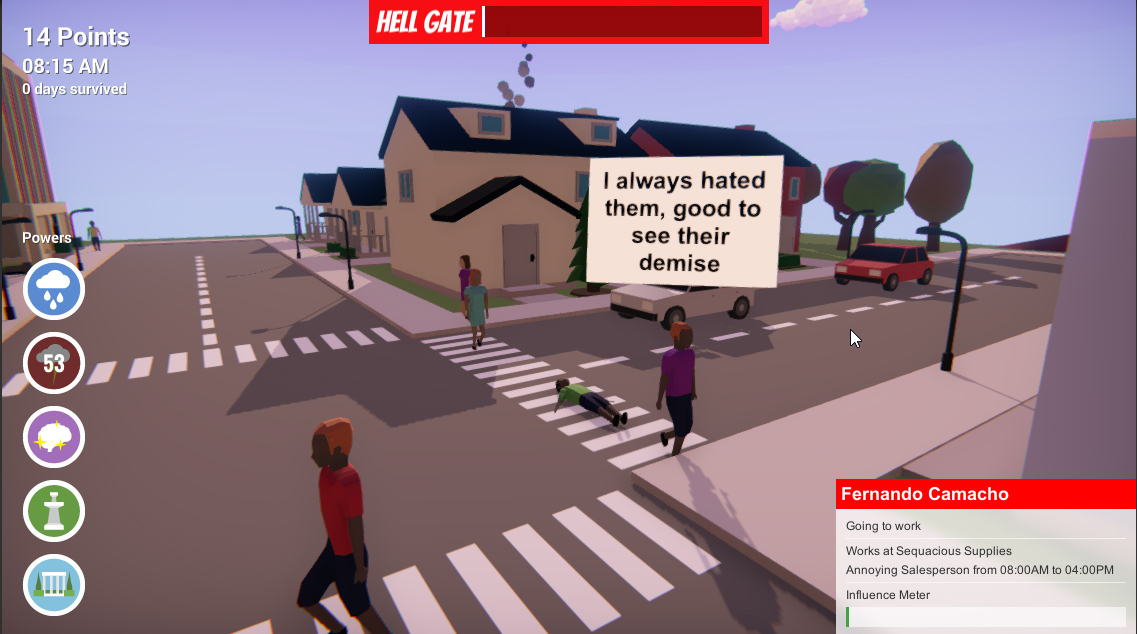 HELL GATE
14 Points
08:15 AM
0 days survived
I always hated
them, good to
see their
demise
Powers
53
Fernando Camacho
Going to work
Works at Sequacious Supplies
Annoying Salesperson from 08:00AM to 04:00PM
Influence Meter